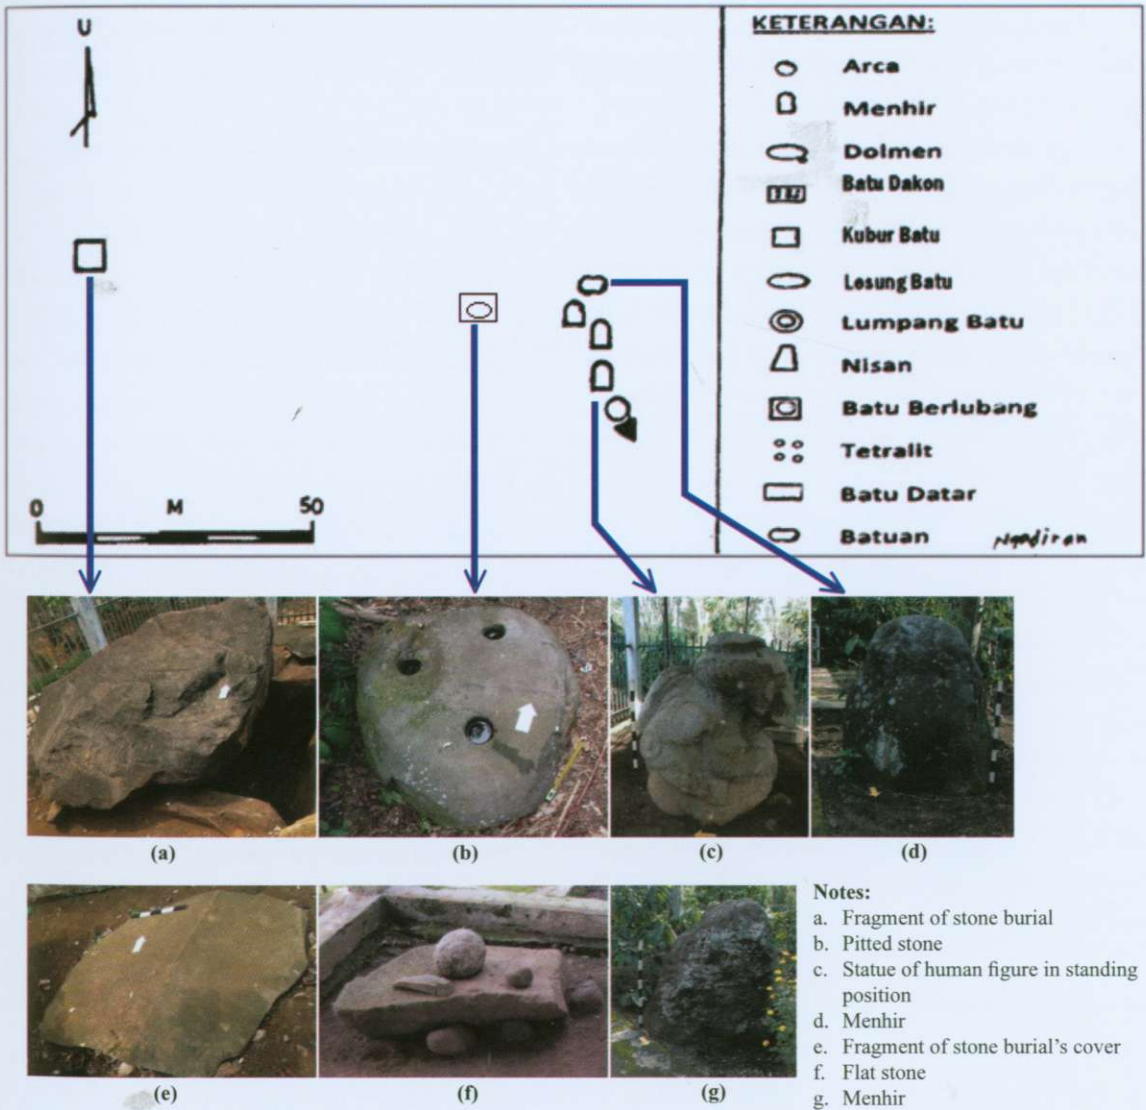 U
KETERANGAN:
Arca
Menhir
Dolmen
Batu Dakon
Kubur Batu
Lesung Batu
Lumpang Batu
Nisan
Batu Berlubang
Tetralit
Batu Datar
Batuan
Ngadiran
0 M 50
(a) (b) (c) (d)
(e) (f) (g)
Notes:
a. Fragment of stone burial
b. Pitted stone
c. Statue of human figure in standing
position
d. Menhir
e. Fragment of stone burial's cover
f. Flat stone
g. Menhir